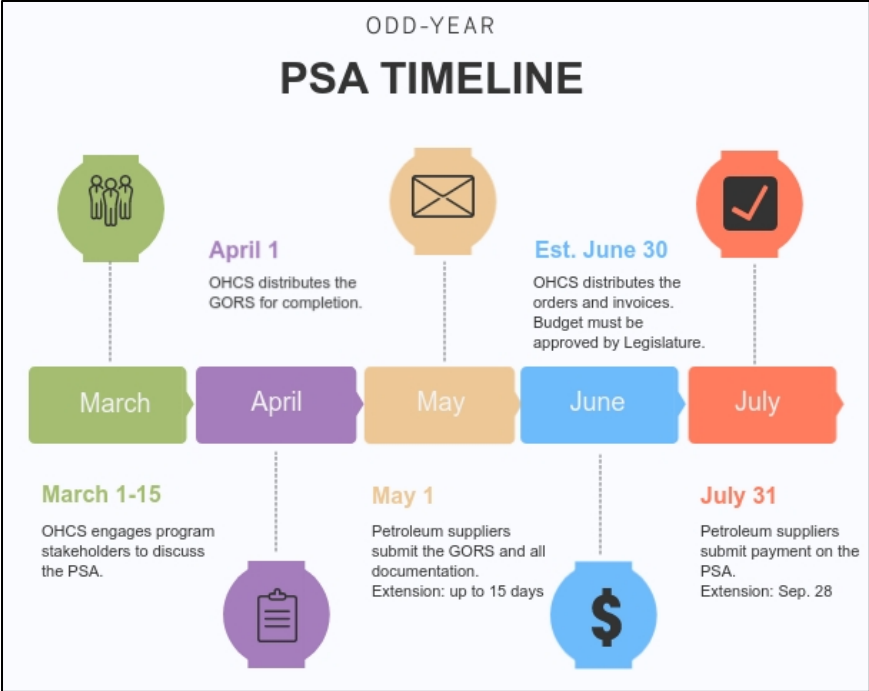 ODD-YEAR
PSA TIMELINE
April 1
OHCS distributes the
GORS for completion.
Est. June 30
OHCS distributes the
orders and invoices.
Budget must be
approved by Legislature.
March
April
May
June
July
March 1-15
OHCS engages program
stakeholders to discuss
the PSA.
May 1
Petroleum suppliers
submit the GORS and all
documentation.
Extension: up to 15 days
$
July 31
Petroleum suppliers
submit payment on the
PSA.
Extension: Sep. 28